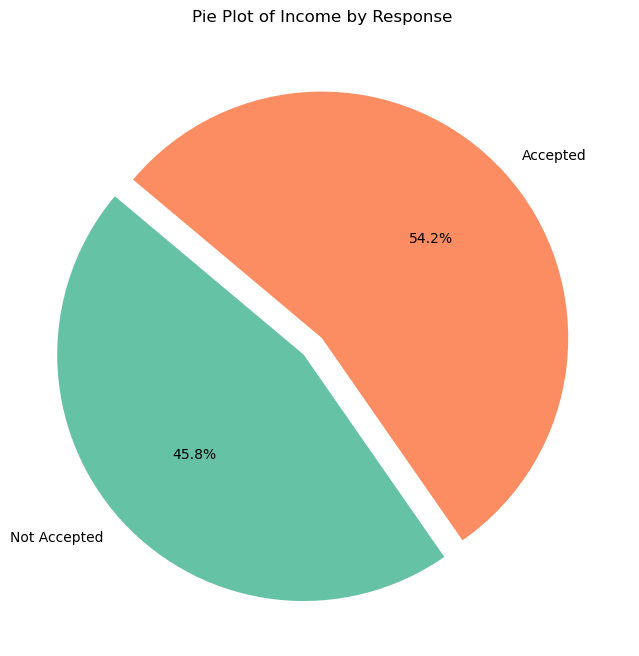 Pie Plot of Income by Response
Accepted
54.2%
45.8%
Not Accepted